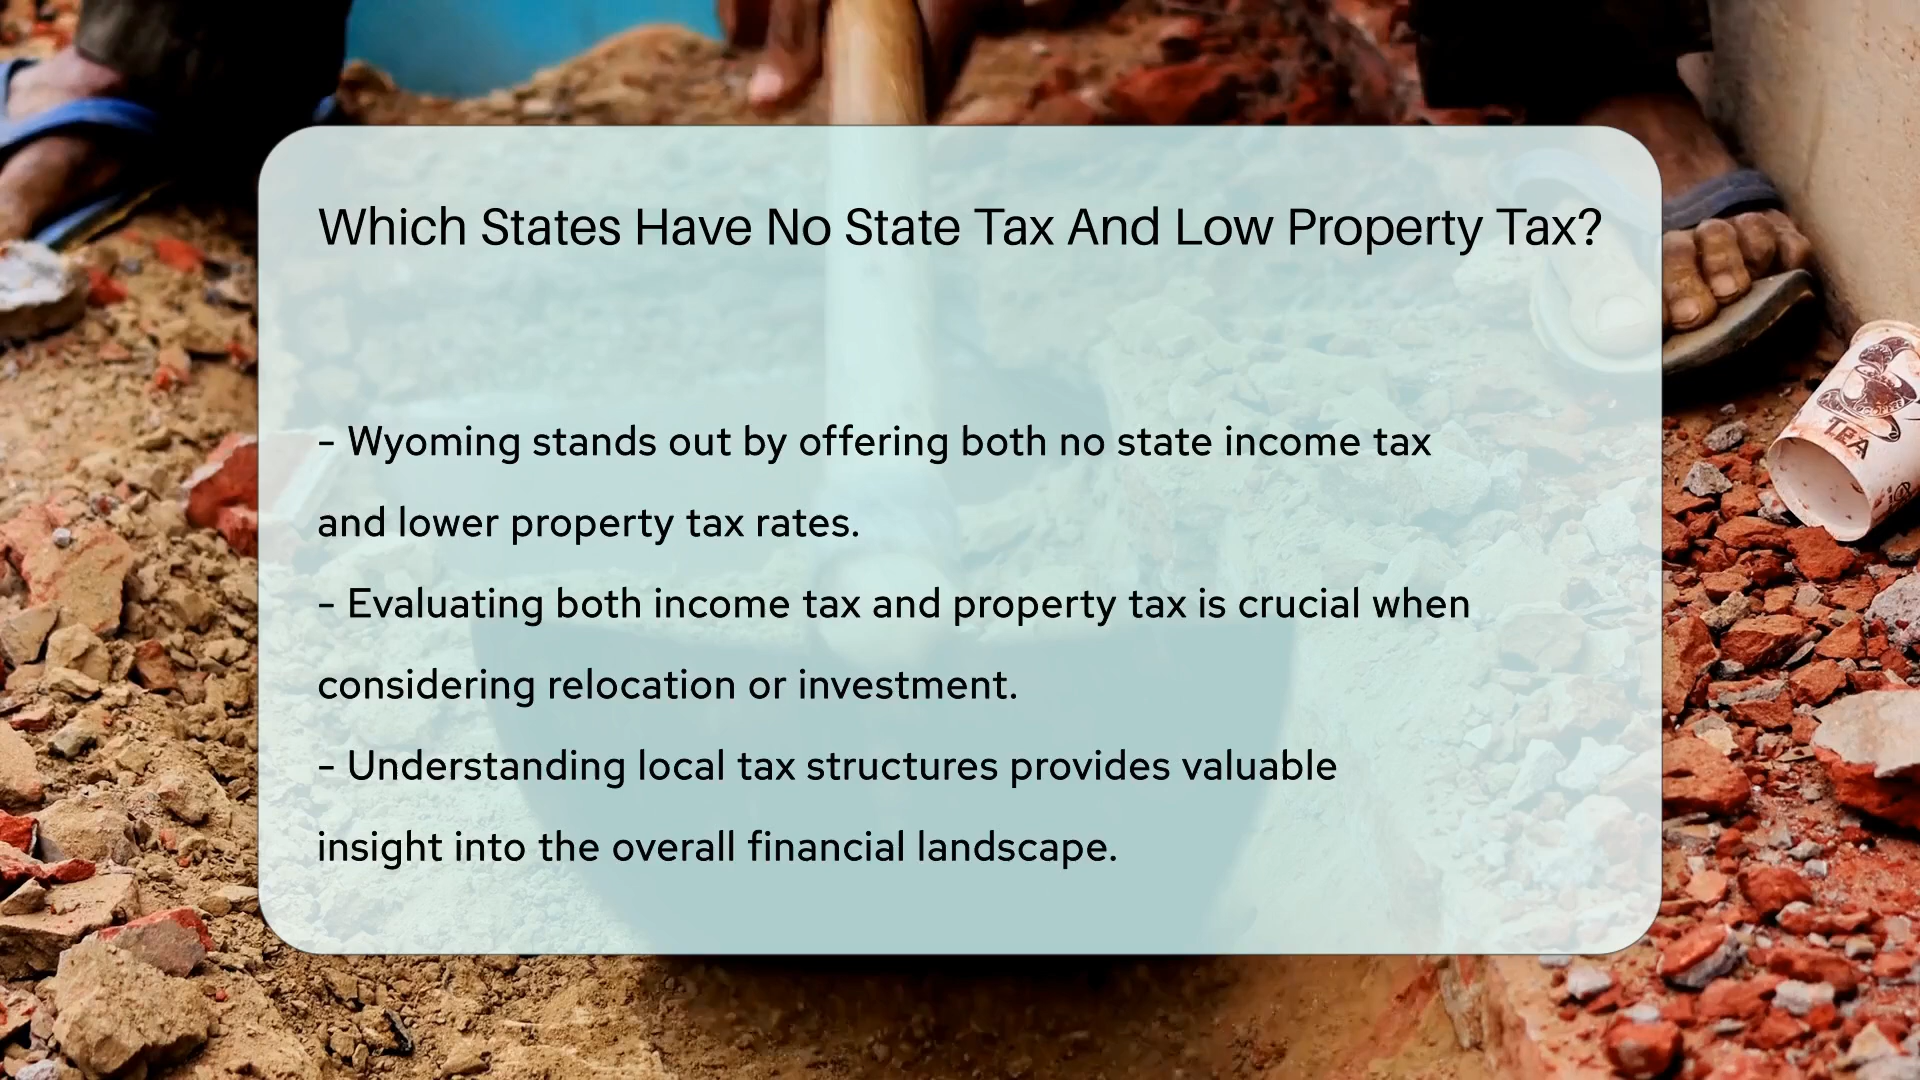 Which States Have No State Tax And Low Property Tax?
- Wyoming stands out by offering both no state income tax
and lower property tax rates.
- Evaluating both income tax and property tax is crucial when
considering relocation or investment.
- Understanding local tax structures provides valuable
insight into the overall financial landscape.
TEA